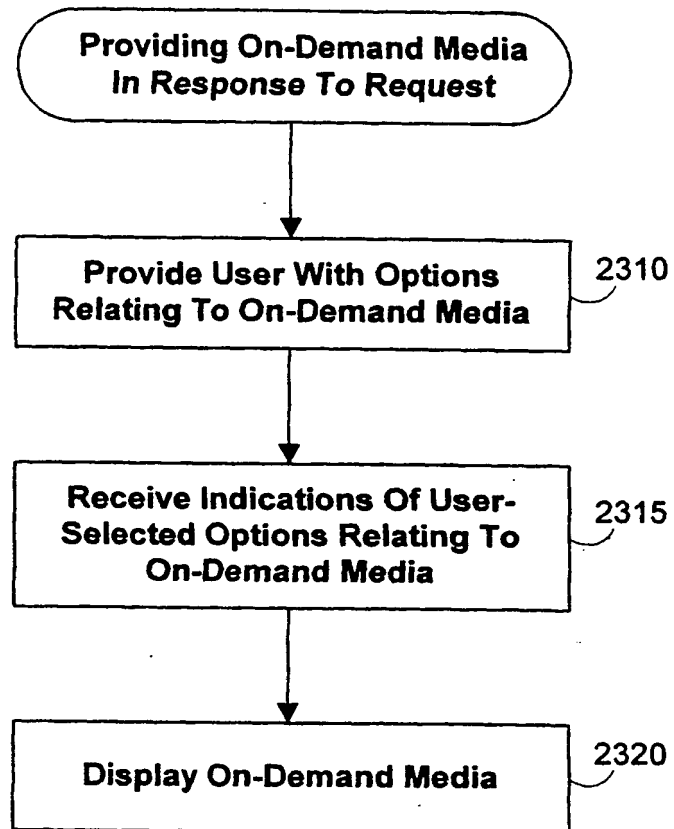 Providing On-Demand Media
In Response To Request
Provide User With Options
Relating To On-Demand Media
2310
Receive Indications Of User-
Selected Options Relating To
On-Demand Media
2315
Display On-Demand Media
2320